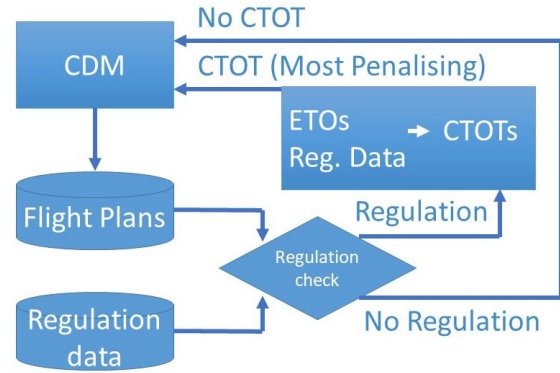 No CTOT
CDM
CTOT (Most Penalising)
ETOs
Reg. Data
CTOTs
Flight Plans
Regulation
Regulation
check
Regulation
data
No Regulation